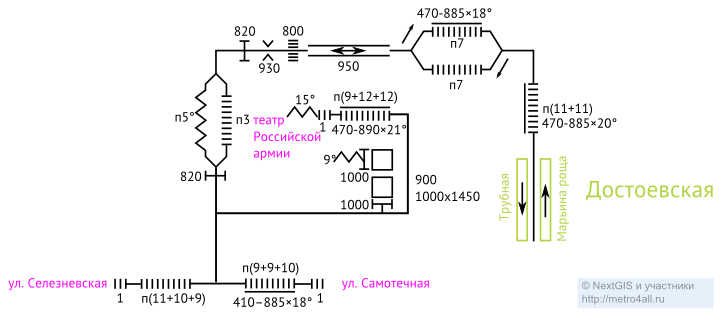 470-885×18°
820
800
930
950
п7
п7
п5°
п3
15°
п(9+12+12)
театр
Российской
армии
1
470-890×21°
п(11+11)
470-885×20°
9°
1000
820
1000
900
1000x1450
Трубная
Марьина роща
Достоевская
ул. Селезневская
п(9+9+10)
ул. Самотечная
1
п(11+10+9)
410–885×18°
1
© NextGIS и участники
http://metro4all.ru